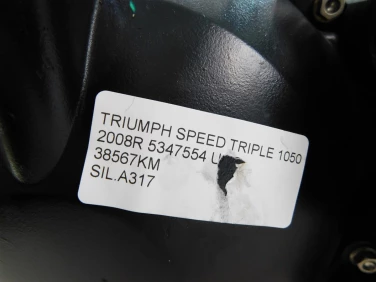 TRIUMPH SPEED TRIPLE 1050
2008R 5347554
38567KM
SIL.A317